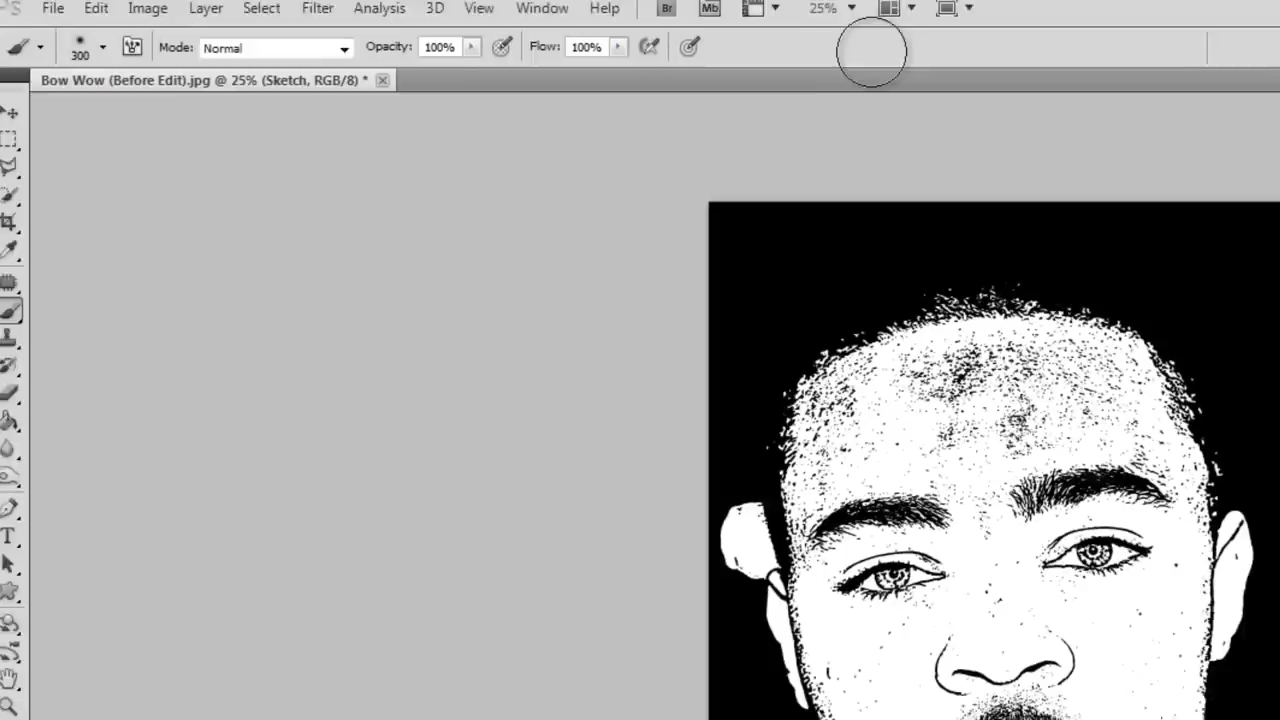 PS File Edit Image Layer Select Filter Analysis 3D View Window Help Br Mb 25%
300 Mode: Normal Opacity: 100% Flow: 100%
Bow Wow (Before Edit).jpg @ 25% (Sketch, RGB/8) *
T